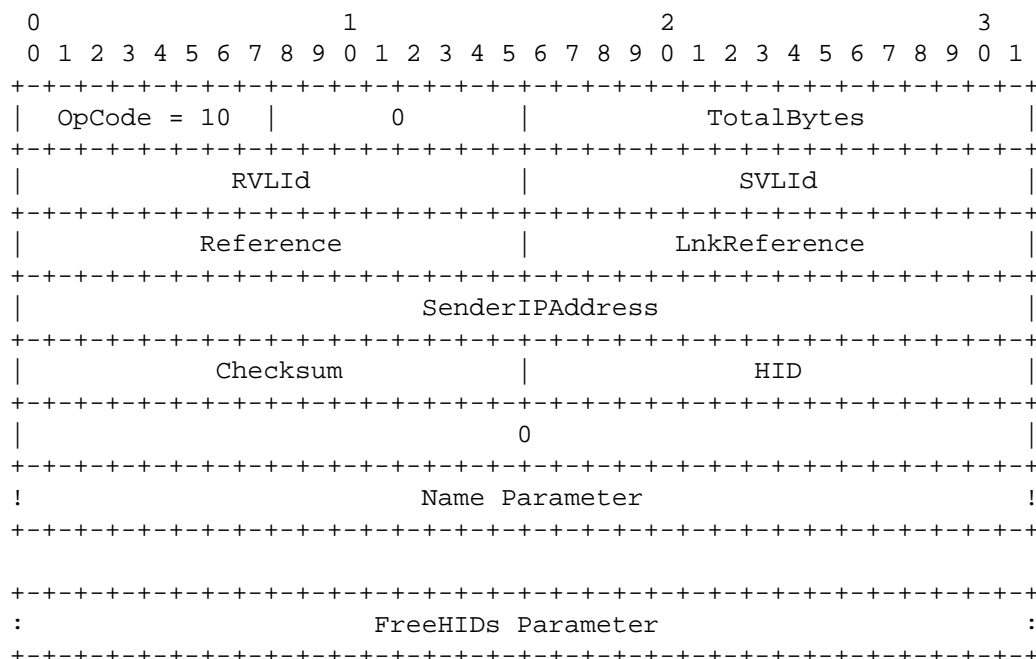 0                   1                   2                   3
 0 1 2 3 4 5 6 7 8 9 0 1 2 3 4 5 6 7 8 9 0 1 2 3 4 5 6 7 8 9 0 1
+-+-+-+-+-+-+-+-+-+-+-+-+-+-+-+-+-+-+-+-+-+-+-+-+-+-+-+-+-+-+-+-+
|  OpCode = 10  |       0       |           TotalBytes          |
+-+-+-+-+-+-+-+-+-+-+-+-+-+-+-+-+-+-+-+-+-+-+-+-+-+-+-+-+-+-+-+-+
|             RVLId             |             SVLId             |
+-+-+-+-+-+-+-+-+-+-+-+-+-+-+-+-+-+-+-+-+-+-+-+-+-+-+-+-+-+-+-+-+
|           Reference           |         LnkReference          |
+-+-+-+-+-+-+-+-+-+-+-+-+-+-+-+-+-+-+-+-+-+-+-+-+-+-+-+-+-+-+-+-+
|                         SenderIPAddress                       |
+-+-+-+-+-+-+-+-+-+-+-+-+-+-+-+-+-+-+-+-+-+-+-+-+-+-+-+-+-+-+-+-+
|            Checksum           |              HID              |
+-+-+-+-+-+-+-+-+-+-+-+-+-+-+-+-+-+-+-+-+-+-+-+-+-+-+-+-+-+-+-+-+
|                               0                               |
+-+-+-+-+-+-+-+-+-+-+-+-+-+-+-+-+-+-+-+-+-+-+-+-+-+-+-+-+-+-+-+-+
!                         Name Parameter                        !
+-+-+-+-+-+-+-+-+-+-+-+-+-+-+-+-+-+-+-+-+-+-+-+-+-+-+-+-+-+-+-+-+
+-+-+-+-+-+-+-+-+-+-+-+-+-+-+-+-+-+-+-+-+-+-+-+-+-+-+-+-+-+-+-+-+
:                      FreeHIDs Parameter                       :
+-+-+-+-+-+-+-+-+-+-+-+-+-+-+-+-+-+-+-+-+-+-+-+-+-+-+-+-+-+-+-+-+